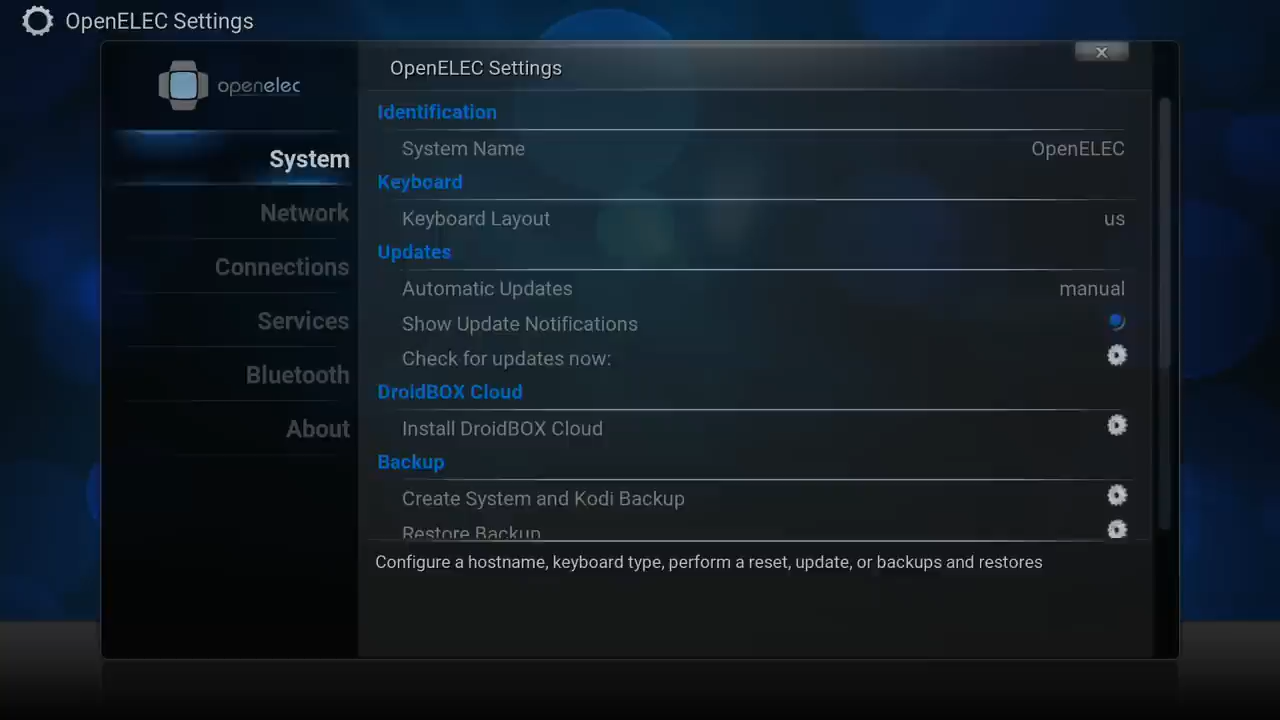 OpenELEC Settings
openelec
OpenELEC Settings
System
Network
Connections
Services
Bluetooth
About
Identification
System Name OpenELEC
Keyboard
Keyboard Layout us
Updates
Automatic Updates manual
Show Update Notifications
Check for updates now:
DroidBOX Cloud
Install DroidBOX Cloud
Backup
Create System and Kodi Backup
Restore Backup
Configure a hostname, keyboard type, perform a reset, update, or backups and restores